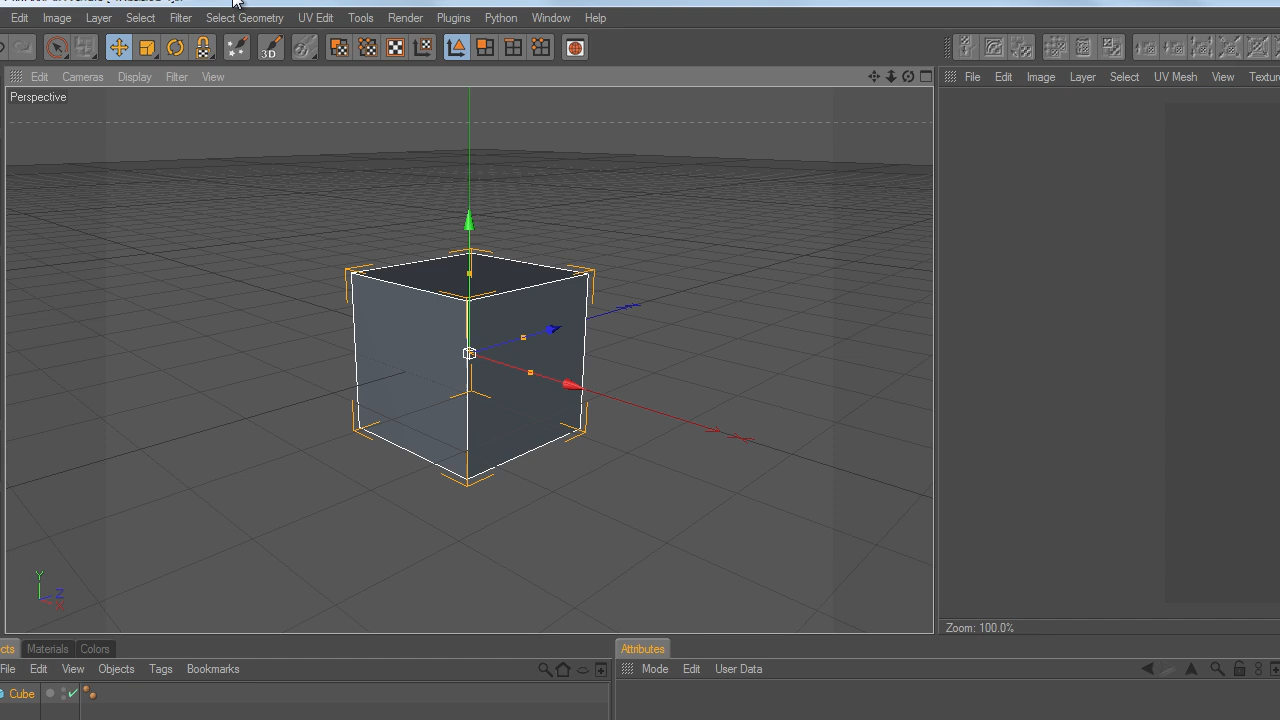 Edit Image Layer Select Filter Select Geometry UV Edit Tools Render Plugins Python Window Help
3D
Edit Cameras Display Filter View
File Edit Image Layer Select UV Mesh View Textur
Perspective
Y
Z
X
Zoom: 100.0%
cts Materials Colors
Attributes
File Edit View Objects Tags Bookmarks
Mode Edit User Data
Cube